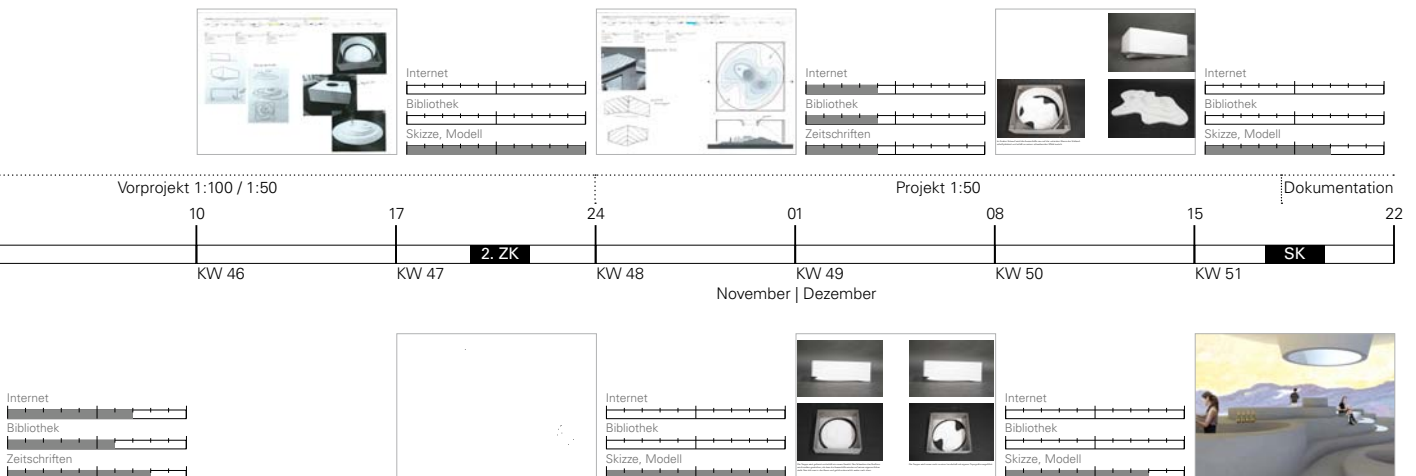 Internet
Bibliothek
Skizze, Modell
Internet
Bibliothek
Zeitschriften
Internet
Bibliothek
Skizze, Modell
Vorprojekt 1:100 / 1:50
Projekt 1:50
Dokumentation
10
17
24
01
08
15
22
2. ZK
SK
KW 46
KW 47
KW 48
KW 49
KW 50
KW 51
November | Dezember
Internet
Bibliothek
Zeitschriften
Internet
Bibliothek
Skizze, Modell
Internet
Bibliothek
Skizze, Modell